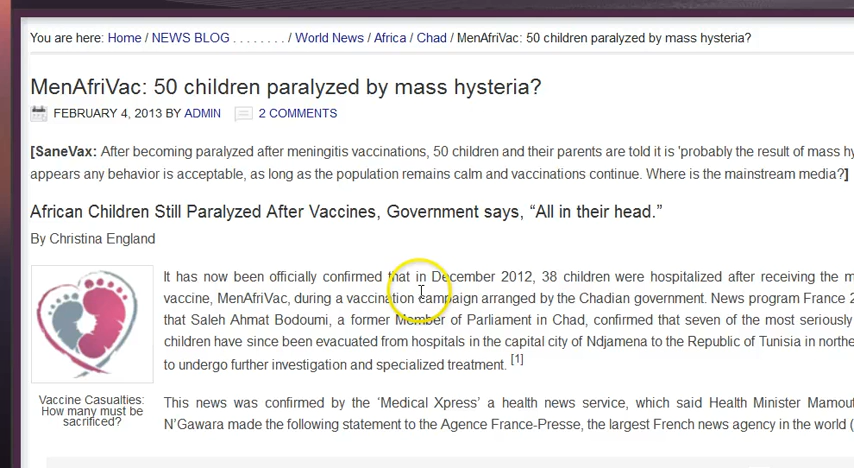 You are here: Home / NEWS BLOG . . . . . . . . / World News / Africa / Chad / MenAfriVac: 50 children paralyzed by mass hysteria?
MenAfriVac: 50 children paralyzed by mass hysteria?
FEBRUARY 4, 2013 BY ADMIN 2 COMMENTS
[SaneVax: After becoming paralyzed after meningitis vaccinations, 50 children and their parents are told it is 'probably the result of mass
appears any behavior is acceptable, as long as the population remains calm and vaccinations continue. Where is the mainstream media?]
African Children Still Paralyzed After Vaccines, Government says, “All in their head.”
By Christina England
It has now been officially confirmed that in December 2012, 38 children were hospitalized after receiving the
vaccine, MenAfriVac, during a vaccination campaign arranged by the Chadian government. News program France
that Saleh Ahmat Bodoumi, a former Member of Parliament in Chad, confirmed that seven of the most seriously
children have since been evacuated from hospitals in the capital city of Ndjamena to the Republic of Tunisia in
to undergo further investigation and specialized treatment. [1]
Vaccine Casualties:
How many must be
sacrificed?
This news was confirmed by the ‘Medical Xpress’ a health news service, which said Health Minister
N’Gawara made the following statement to the Agence France-Presse, the largest French news agency in the world (